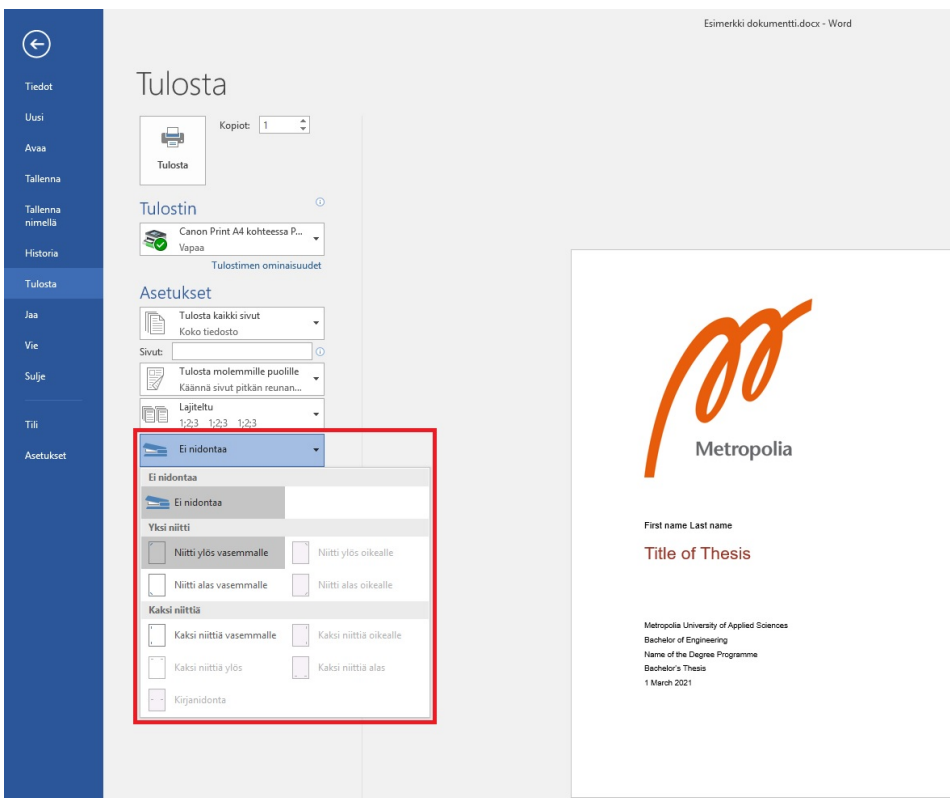 Esimerkki dokumentti.docx - Word
Tiedot
Uusi
Avaa
Tallenna
Tallenna
nimellä
Historia
Tulosta
Jaa
Vie
Sulje
Tili
Asetukset
Tulosta
Tulosta
Kopiot: 1
Tulostin
Canon Print A4 kohteessa P...
Vapaa
Tulostimen ominaisuudet
Asetukset
Tulosta kaikki sivut
Koko tiedosto
Sivut:
Tulosta molemmille puolille
Käännä sivut pitkän reunan...
Lajiteltu
1;2;3 1;2;3 1;2;3
Ei nidontaa
Ei nidontaa
Ei nidontaa
Yksi niitti
Niitti ylös vasemmalle Niitti ylös oikealle
Niitti alas vasemmalle Niitti alas oikealle
Kaksi niittiä
Kaksi niittiä vasemmalle Kaksi niittiä oikealle
Kaksi niittiä ylös Kaksi niittiä alas
Kirjanidonta
Metropolia
First name Last name
Title of Thesis
Metropolia University of Applied Sciences
Bachelor of Engineering
Name of the Degree Programme
Bachelor's Thesis
1 March 2021